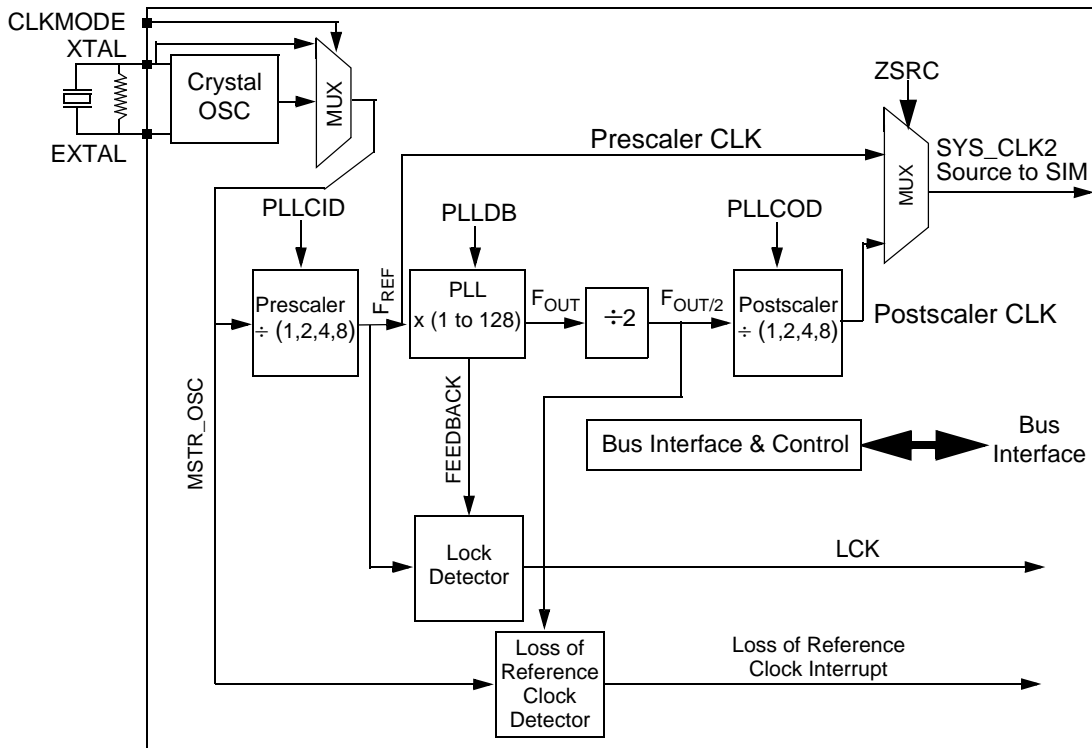 CLKMODE
XTAL
EXTAL
Crystal
OSC
MUX
ZSRC
Prescaler CLK
MUX
SYS_CLK2
Source to SIM
PLLCID
PLLDB
PLLCOD
Prescaler
÷ (1,2,4,8)
FREF
PLL
x (1 to 128)
FOUT
÷2
FOUT/2
Postscaler
÷ (1,2,4,8)
Postscaler CLK
MSTR_OSC
FEEDBACK
Bus Interface & Control
Bus
Interface
Lock
Detector
LCK
Loss of
Reference
Clock
Detector
Loss of Reference
Clock Interrupt